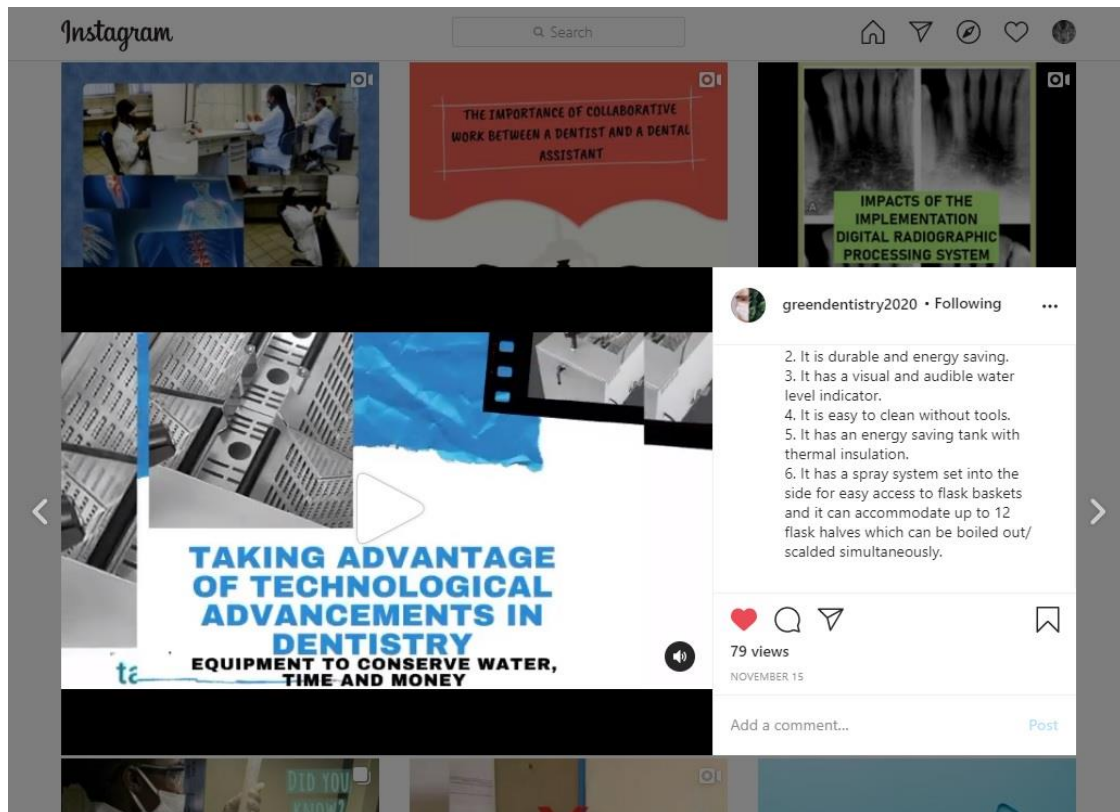 Instagram
Search
THE IMPORTANCE OF COLLABORATIVE
WORK BETWEEN A DENTIST AND A DENTAL
ASSISTANT
A
IMPACTS OF THE
IMPLEMENTATION
DIGITAL RADIOGRAPHIC
PROCESSING SYSTEM
greendentistry2020 • Following
2. It is durable and energy saving.
3. It has a visual and audible water
level indicator.
4. It is easy to clean without tools.
5. It has an energy saving tank with
thermal insulation.
6. It has a spray system set into the
side for easy access to flask baskets
and it can accommodate up to 12
flask halves which can be boiled out/
scalded simultaneously.
TAKING ADVANTAGE
OF TECHNOLOGICAL
ADVANCEMENTS IN
DENTISTRY
EQUIPMENT TO CONSERVE WATER,
TIME AND MONEY
ta
79 views
NOVEMBER 15
Add a comment...
Post
DID YOU
KNOW?